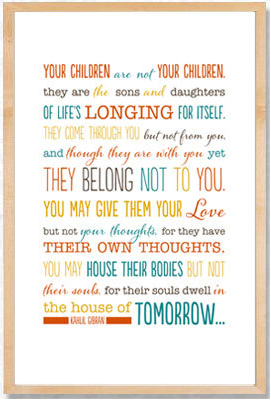 YOUR CHILDREN are not YOUR CHILDREN.
they are the sons and daughters
OF LIFE'S LONGING FOR ITSELF.
THEY COME THROUGH YOU but not from you,
and though they are with you yet
THEY BELONG NOT TO YOU.
YOU MAY GIVE THEM YOUR Love
but not your thoughts, for they have
THEIR OWN THOUGHTS.
YOU MAY HOUSE THEIR BODIES BUT NOT
their souls, for their souls dwell in
the house of TOMORROW...
KAHLIL GIBRAN